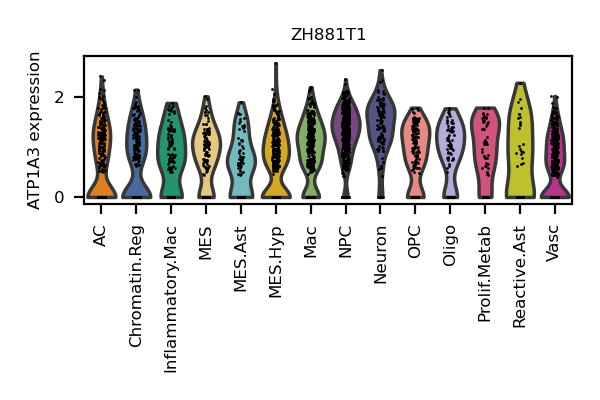 ZH881T1
ATP1A3 expression
2
0
AC
Chromatin.Reg
Inflammatory.Mac
MES
MES.Ast
MES.Hyp
Mac
NPC
Neuron
OPC
Oligo
Prolif.Metab
Reactive.Ast
Vasc